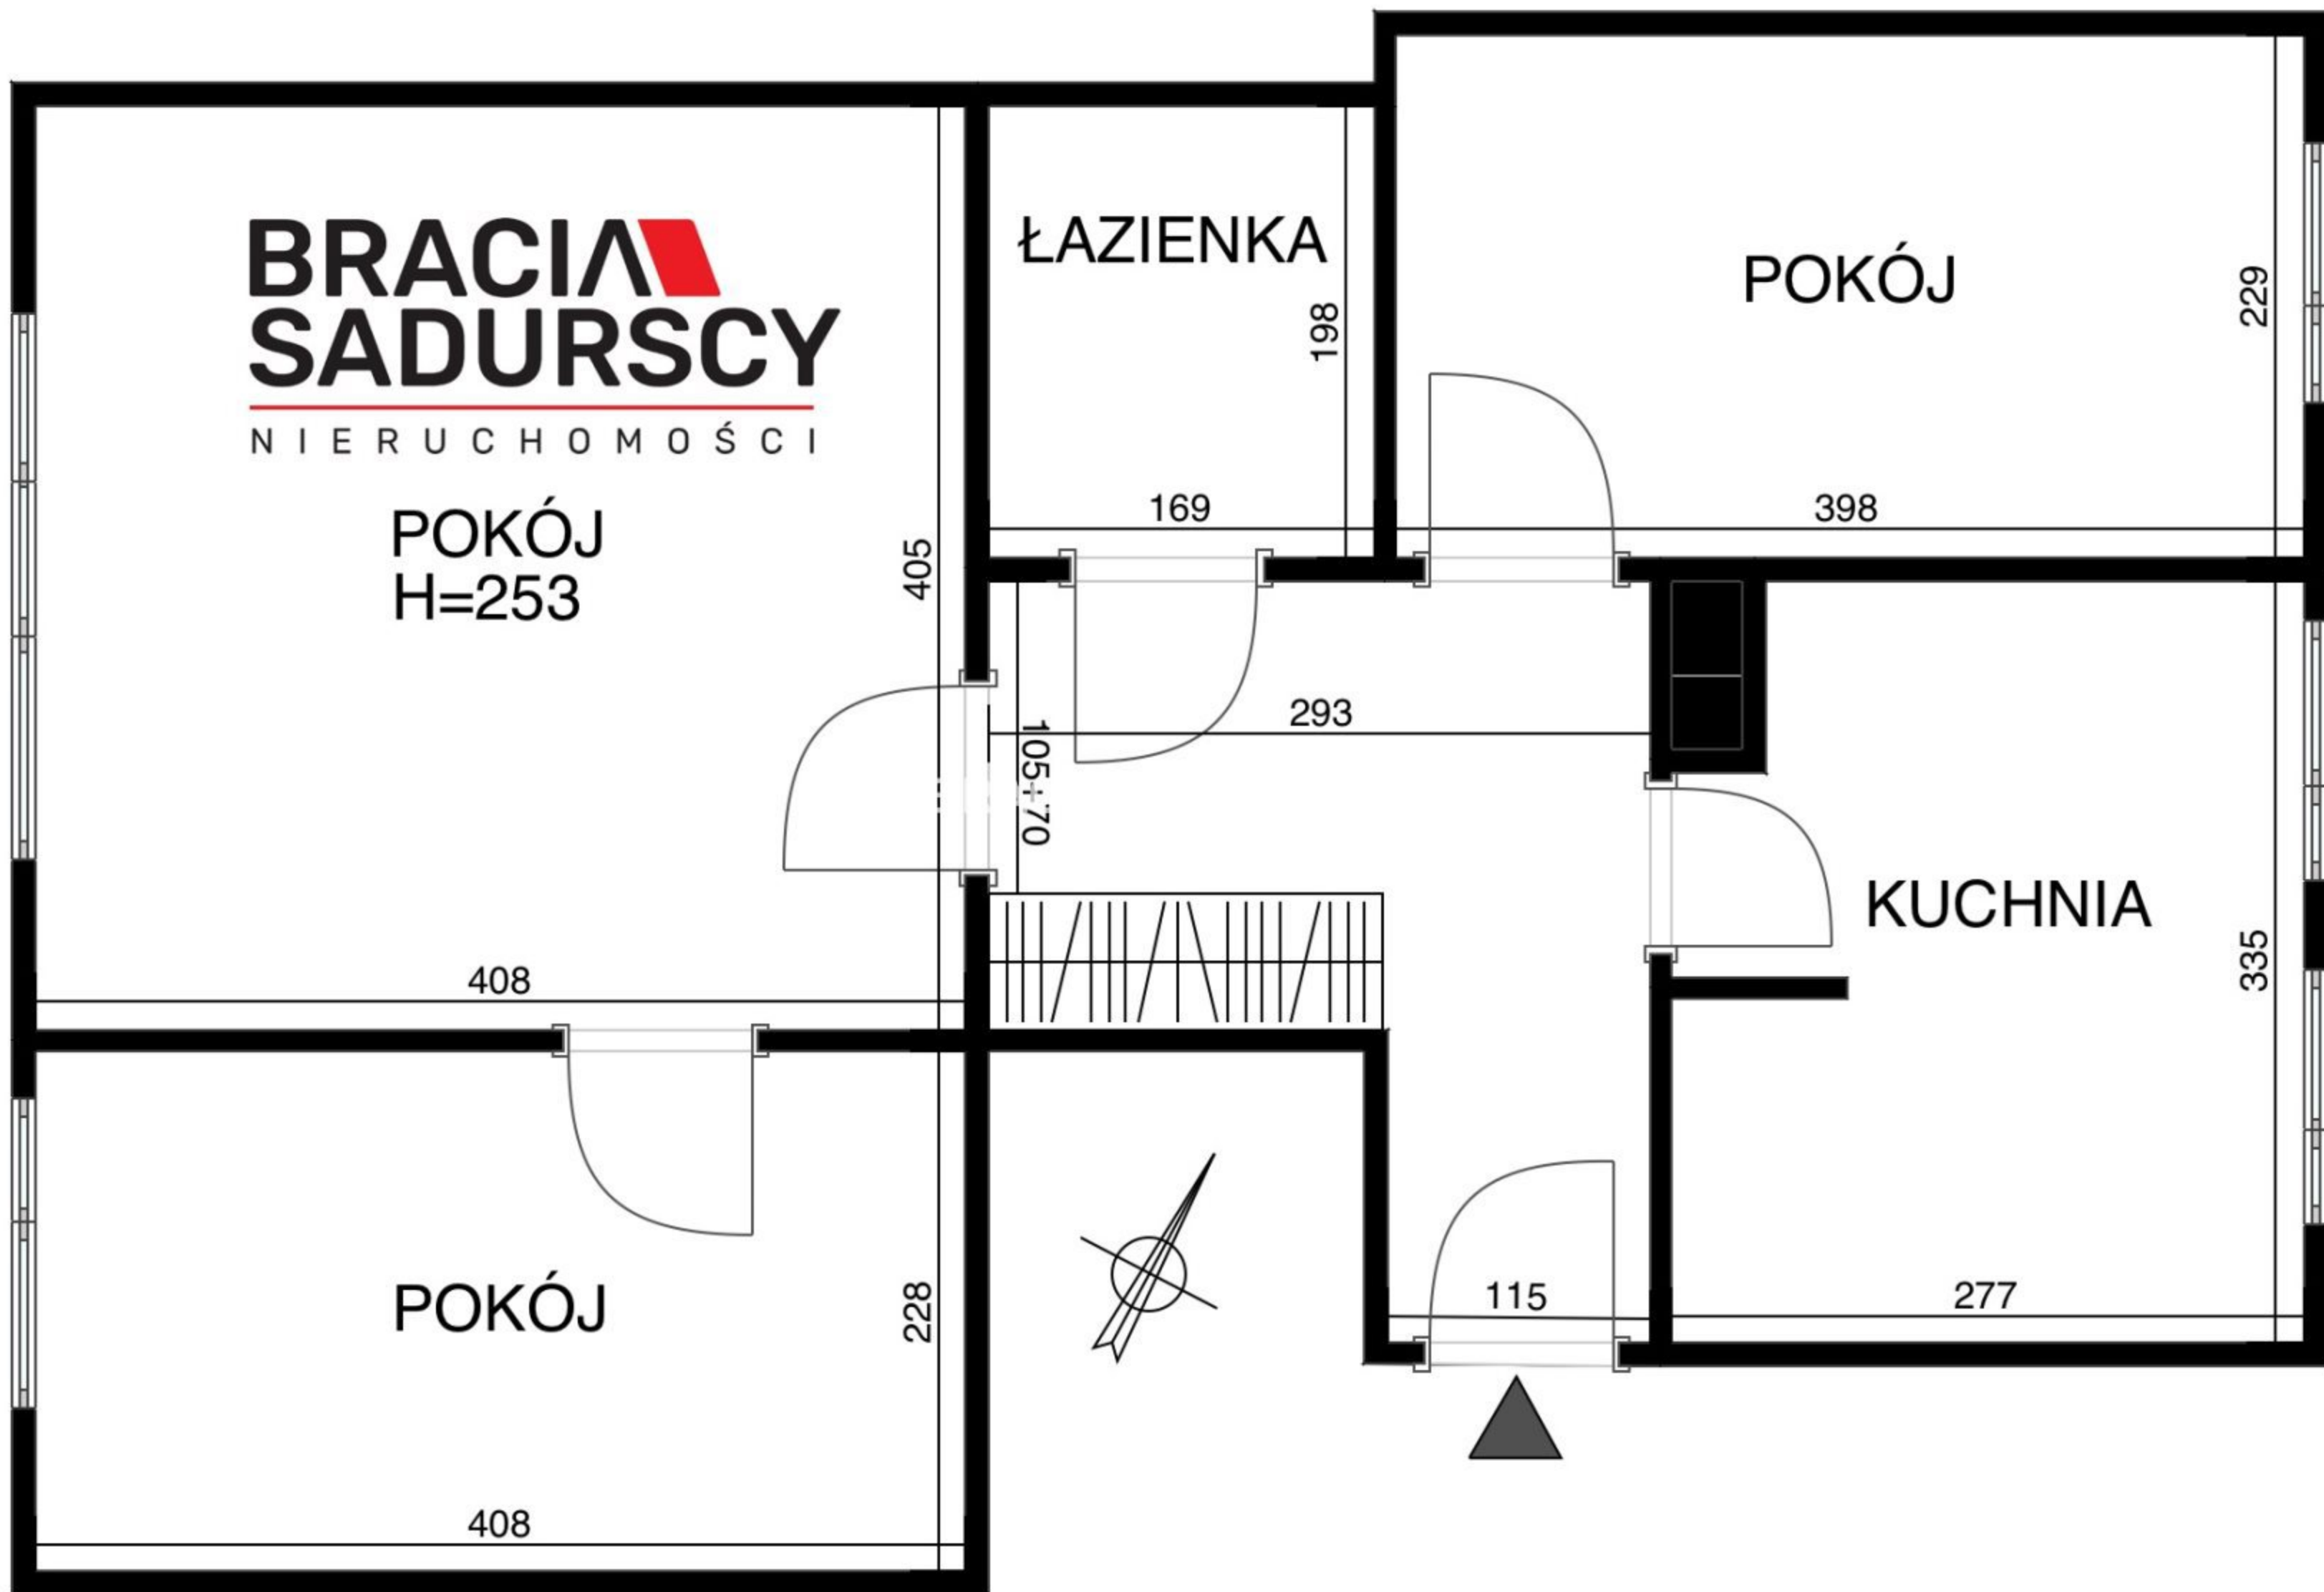 BRACIA
SADURSCY
NIERUCHOMOŚCI
POKÓJ
H=253
405
408
ŁAZIENKA
198
169
POKÓJ
229
398
293
105+70
KUCHNIA
335
277
115
POKÓJ
228
408